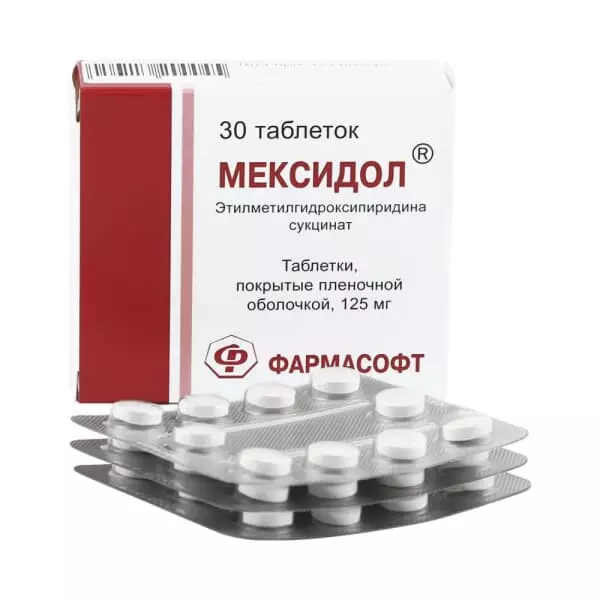 30 таблеток
МЕКСИДОЛ®
Этилметилгидроксипиридина
сукцинат
Таблетки,
покрытые пленочной
оболочкой, 125 мг
ФАРМАСОФТ